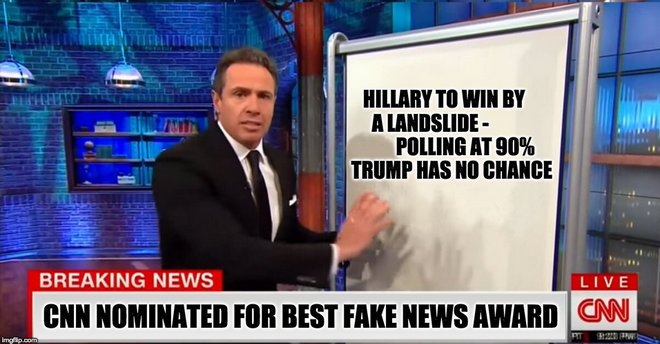 HILLARY TO WIN BY
A LANDSLIDE -
POLLING AT 90%
TRUMP HAS NO CHANCE
BREAKING NEWS
LIVE
CNN NOMINATED FOR BEST FAKE NEWS AWARD
CNN
imgflip.com